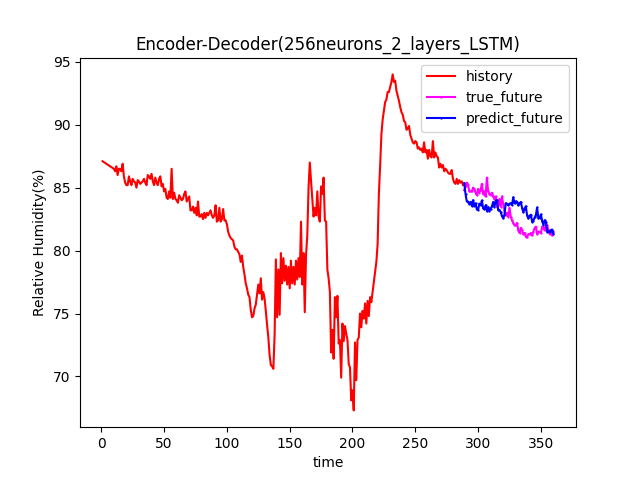 Encoder-Decoder(256neurons_2_layers_LSTM)
history
true_future
predict_future
95
90
85
80
75
70
Relative Humidity(%)
0 50 100 150 200 250 300 350
time